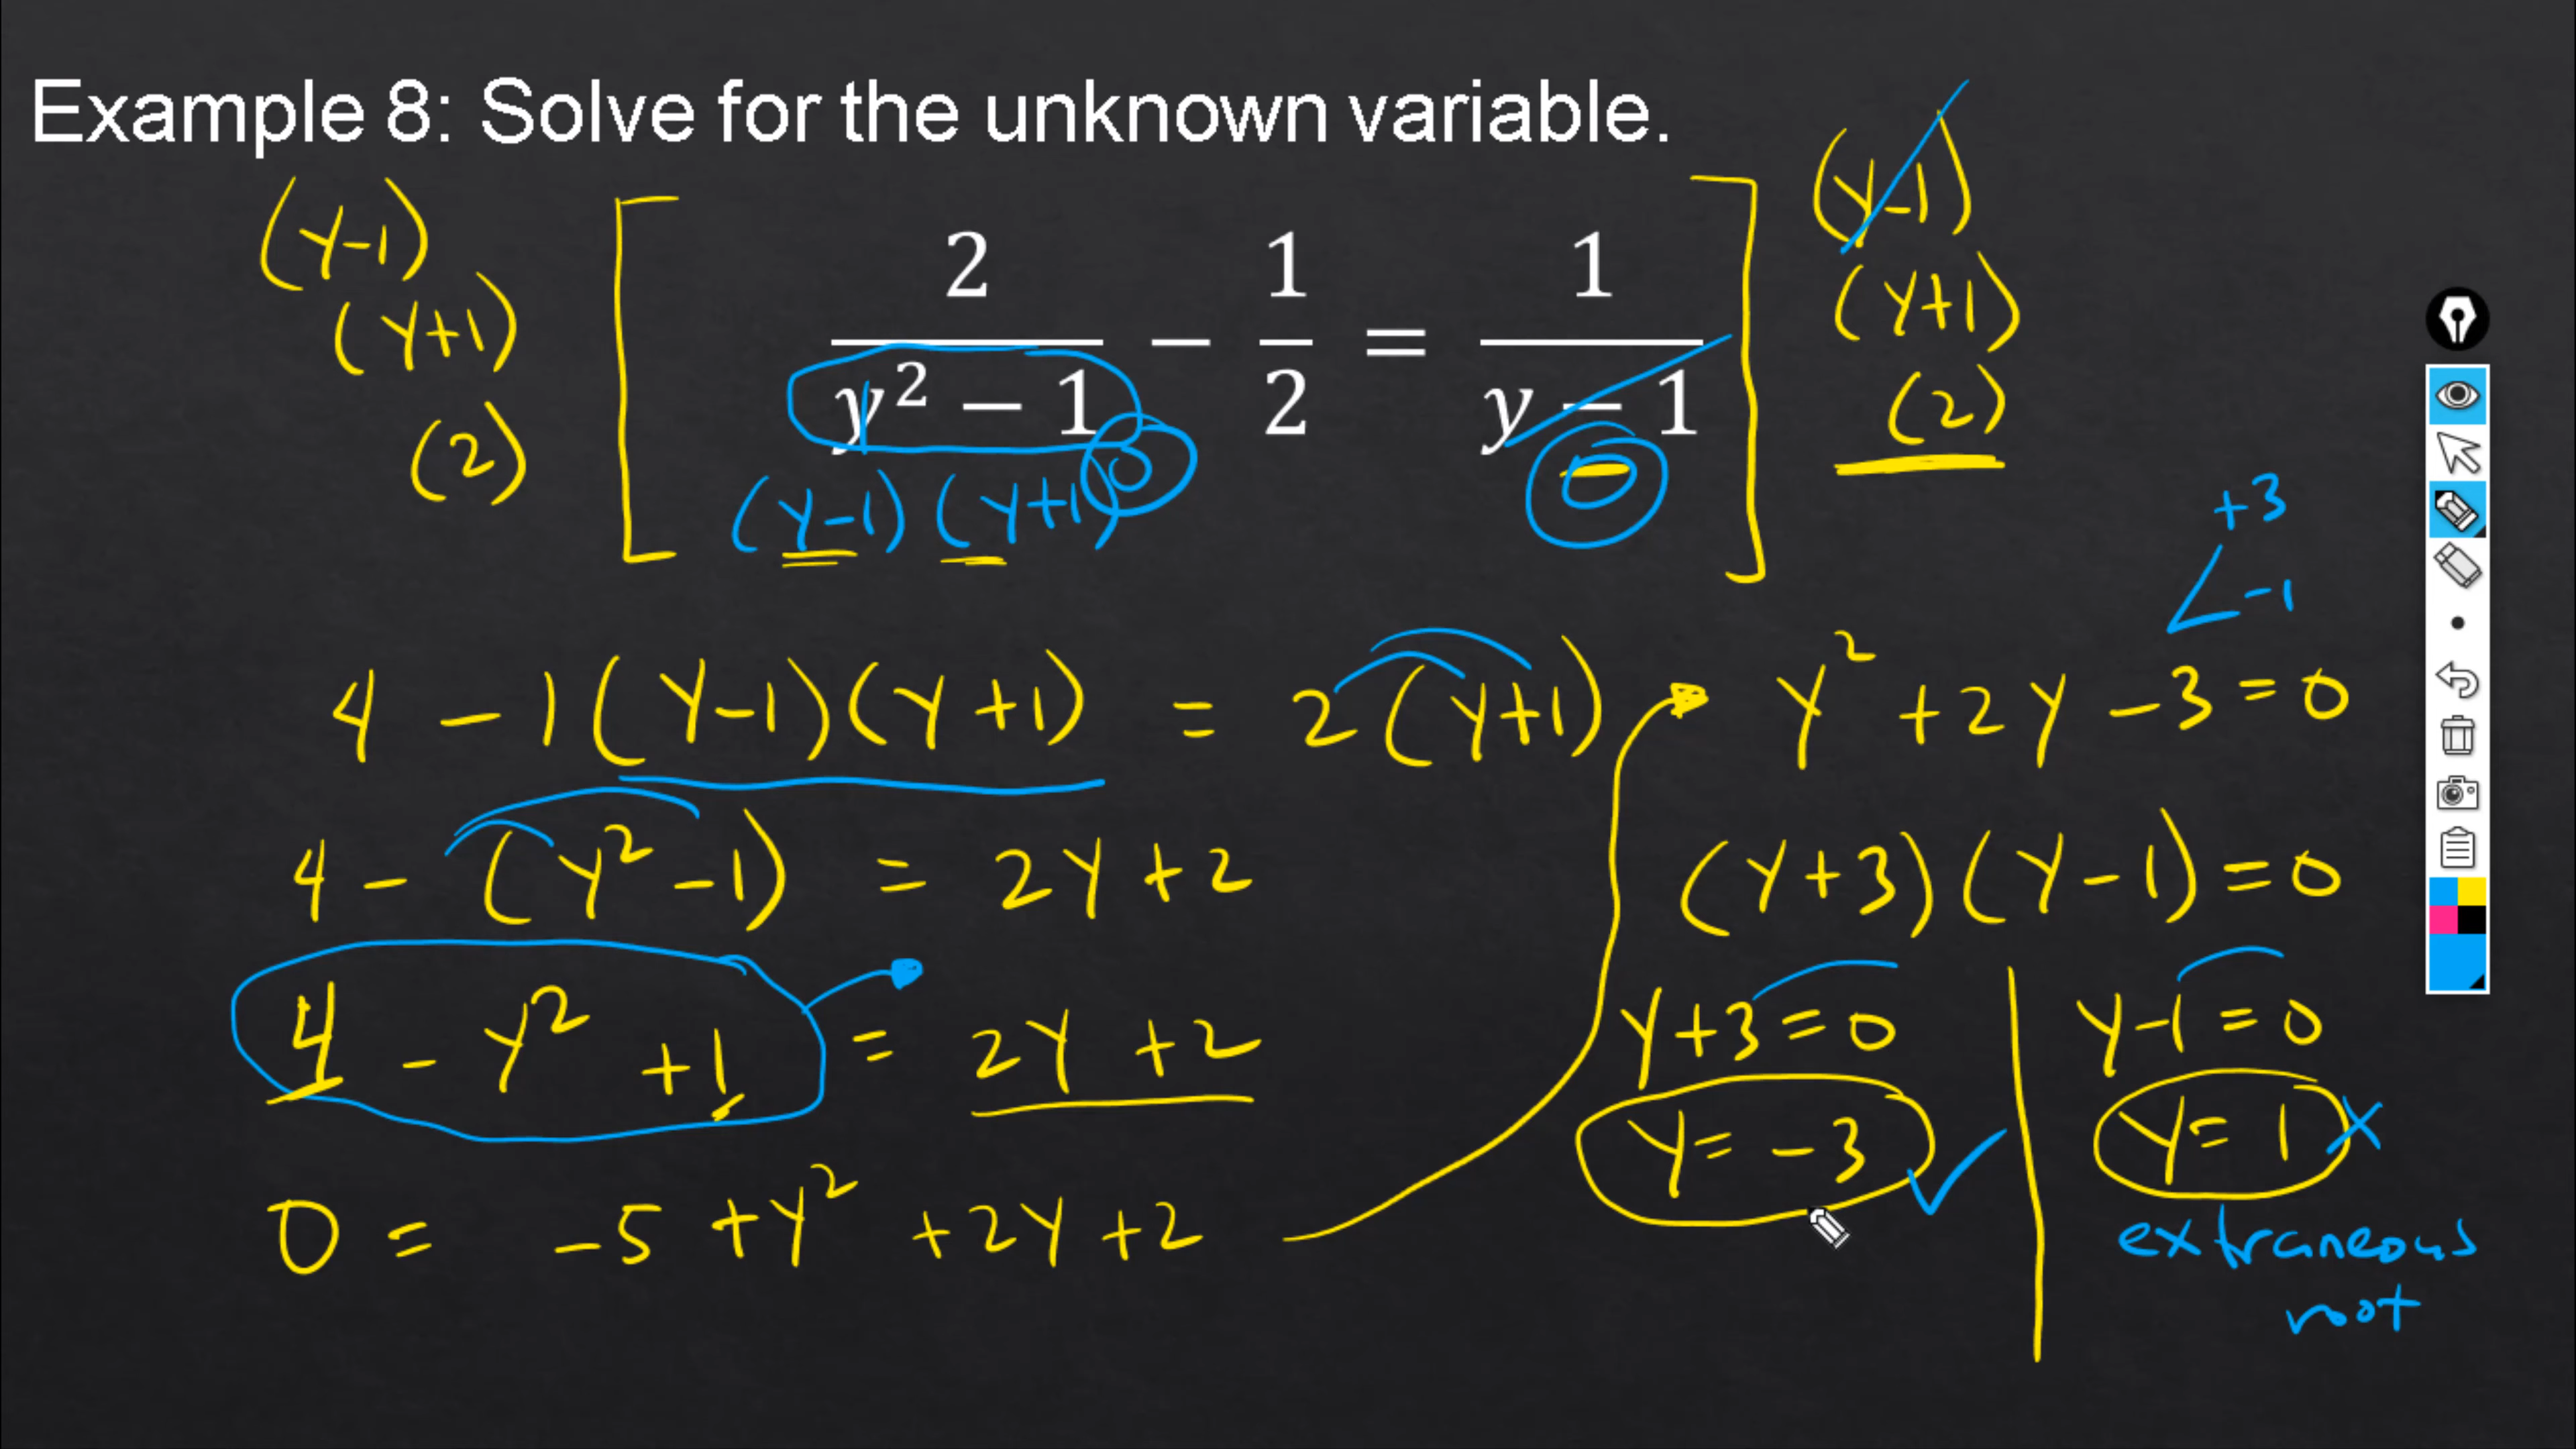 Example 8: Solve for the unknown variable.
(y-1)
(y+1)
(2)
[ 2/(y² − 1) − 1/2 = 1/(y − 1) ]
(y-1)
(y+1)
(2)
(y-1) (y+1)
0
0
4 - 1(y-1)(y+1) = 2(y+1)
4 - (y² - 1) = 2y + 2
4 - y² + 1 = 2y + 2
0 = -5 + y² + 2y + 2
+3
-1
y² + 2y - 3 = 0
(y+3)(y-1) = 0
y+3 = 0
y = -3 ✓
y-1 = 0
y = 1 x
extraneous
root